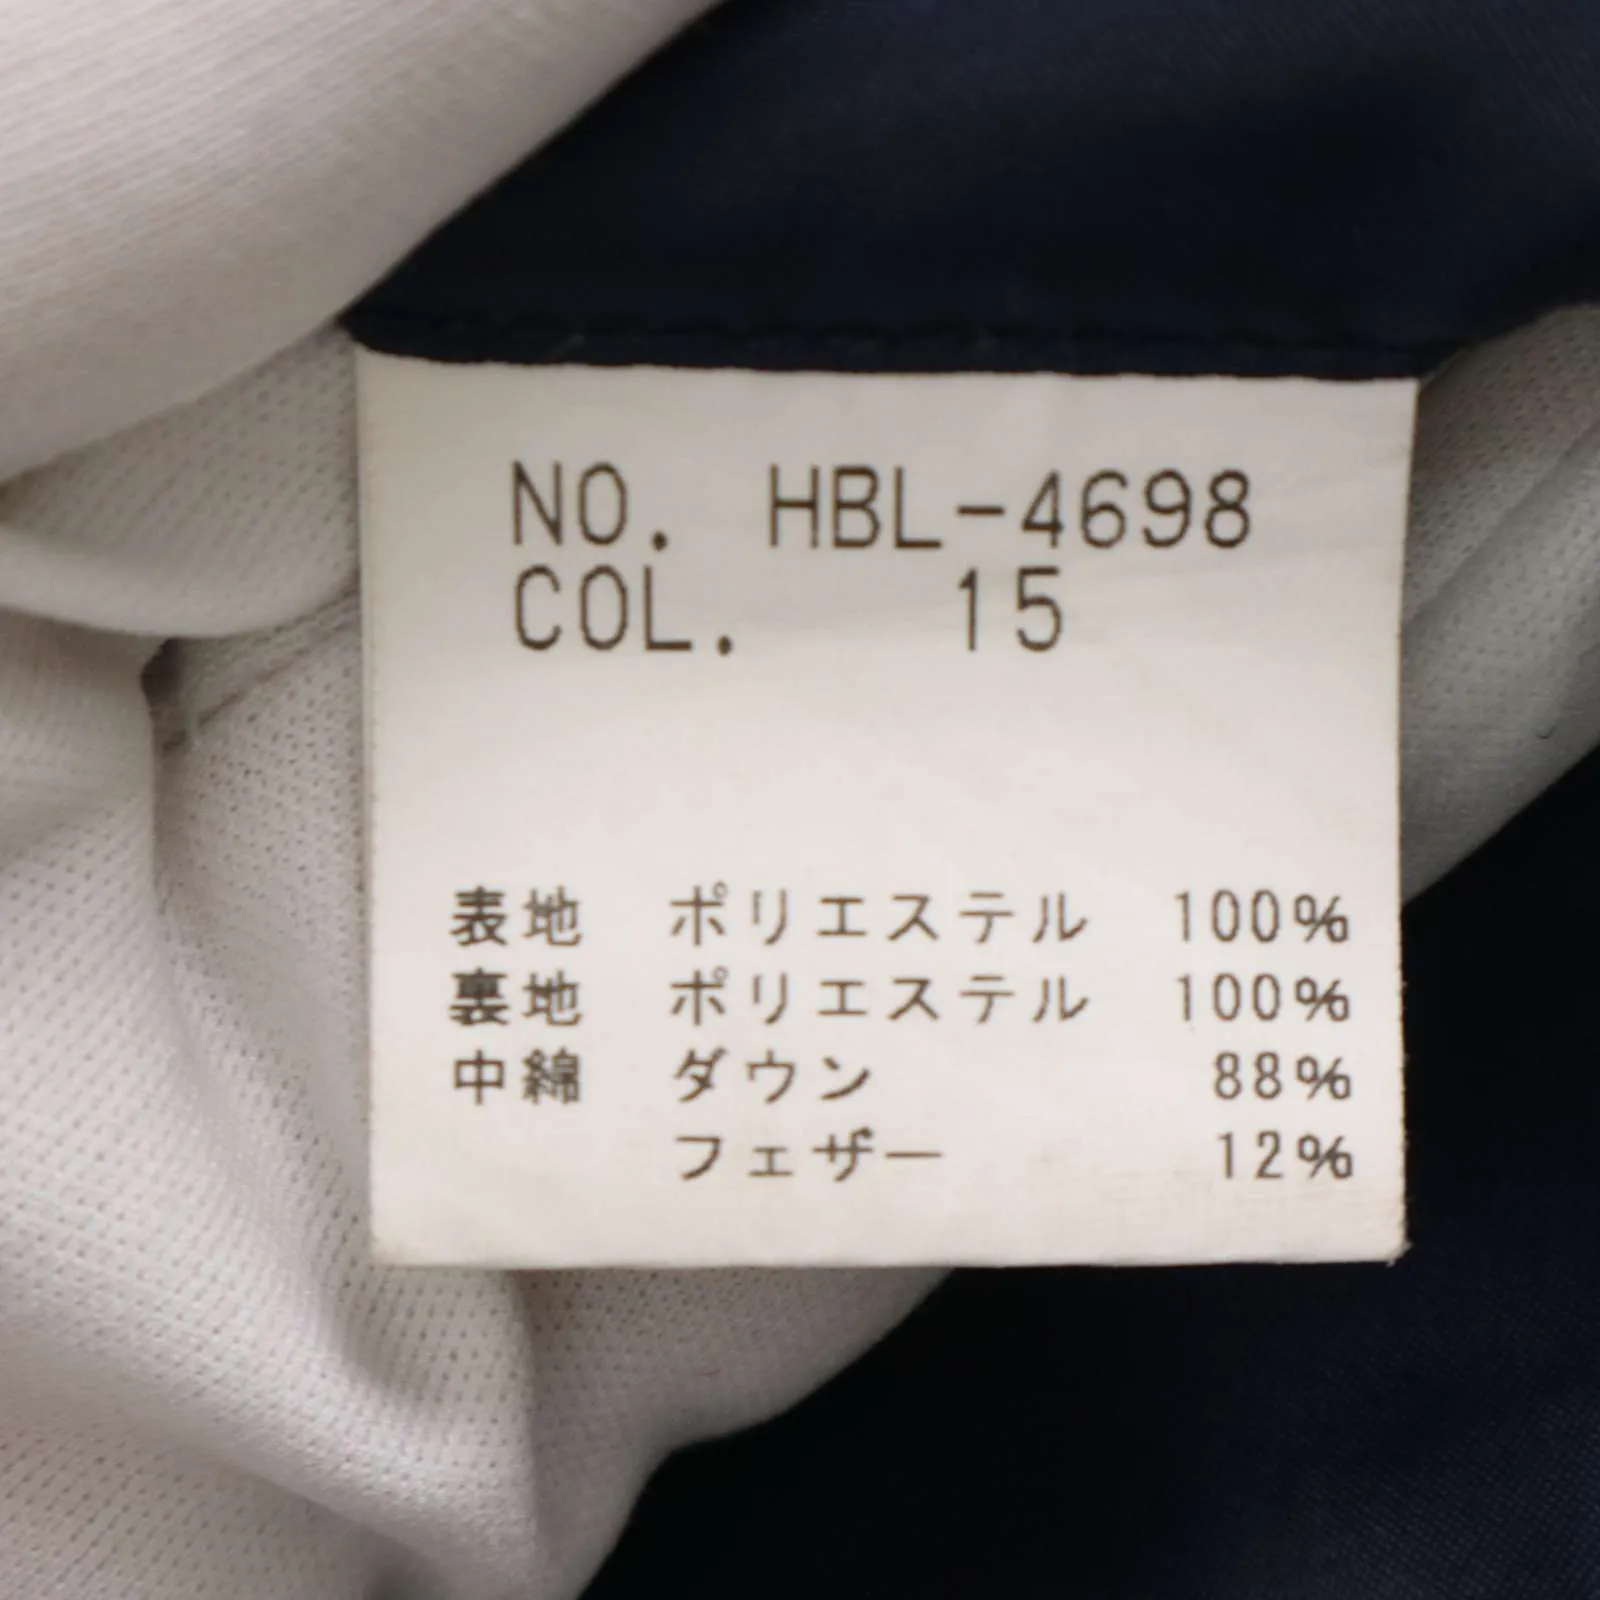 NO. HBL-4698
COL. 15
表地 ポリエステル 100%
裏地 ポリエステル 100%
中綿 ダウン 88%
フェザー 12%